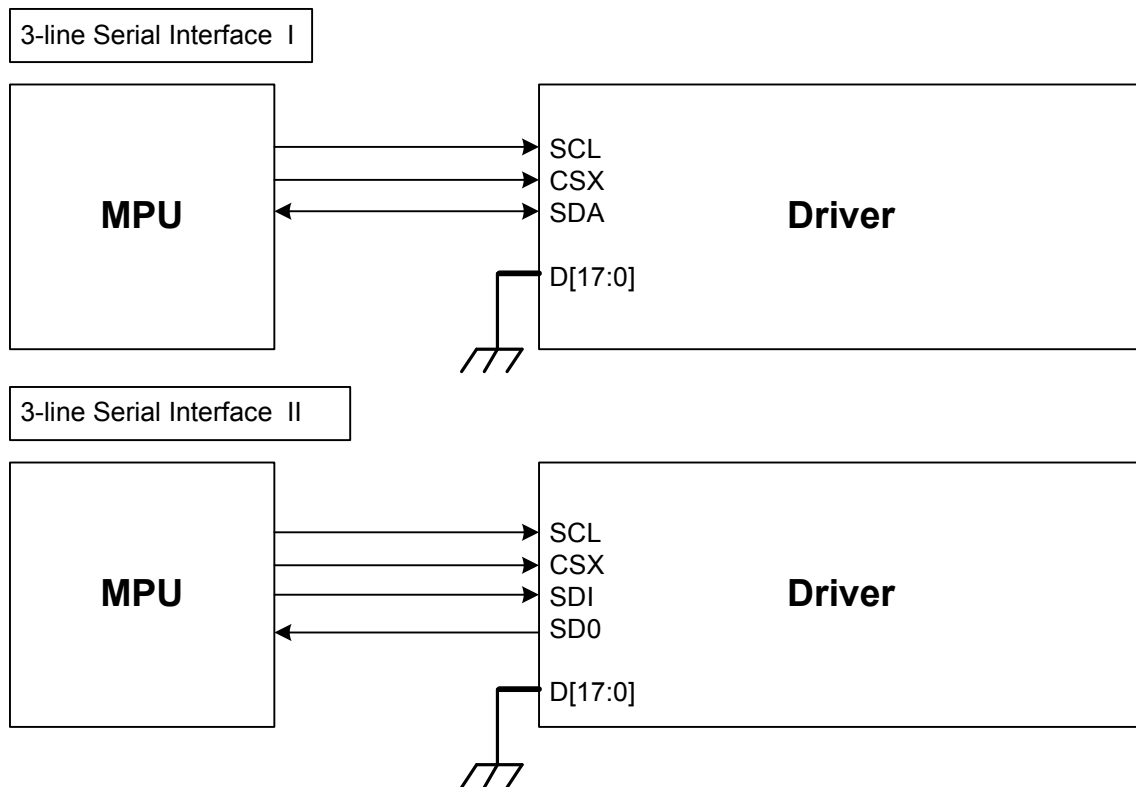 3-line Serial Interface I
MPU
SCL
CSX
SDA
D[17:0]
Driver
3-line Serial Interface II
MPU
SCL
CSX
SDI
SD0
D[17:0]
Driver